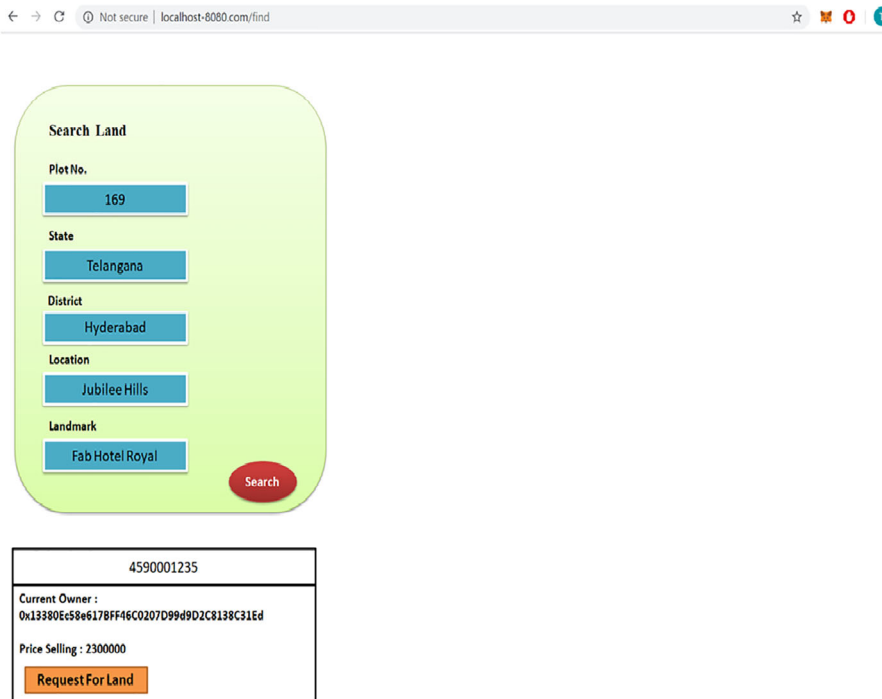 Not secure | localhost-8080.com/find
Search Land
Plot No.
169
State
Telangana
District
Hyderabad
Location
Jubilee Hills
Landmark
Fab Hotel Royal
Search
4590001235
Current Owner :
0x13380Ec58e617BFF46C0207D99d9D2C8138C31Ed
Price Selling : 2300000
Request For Land